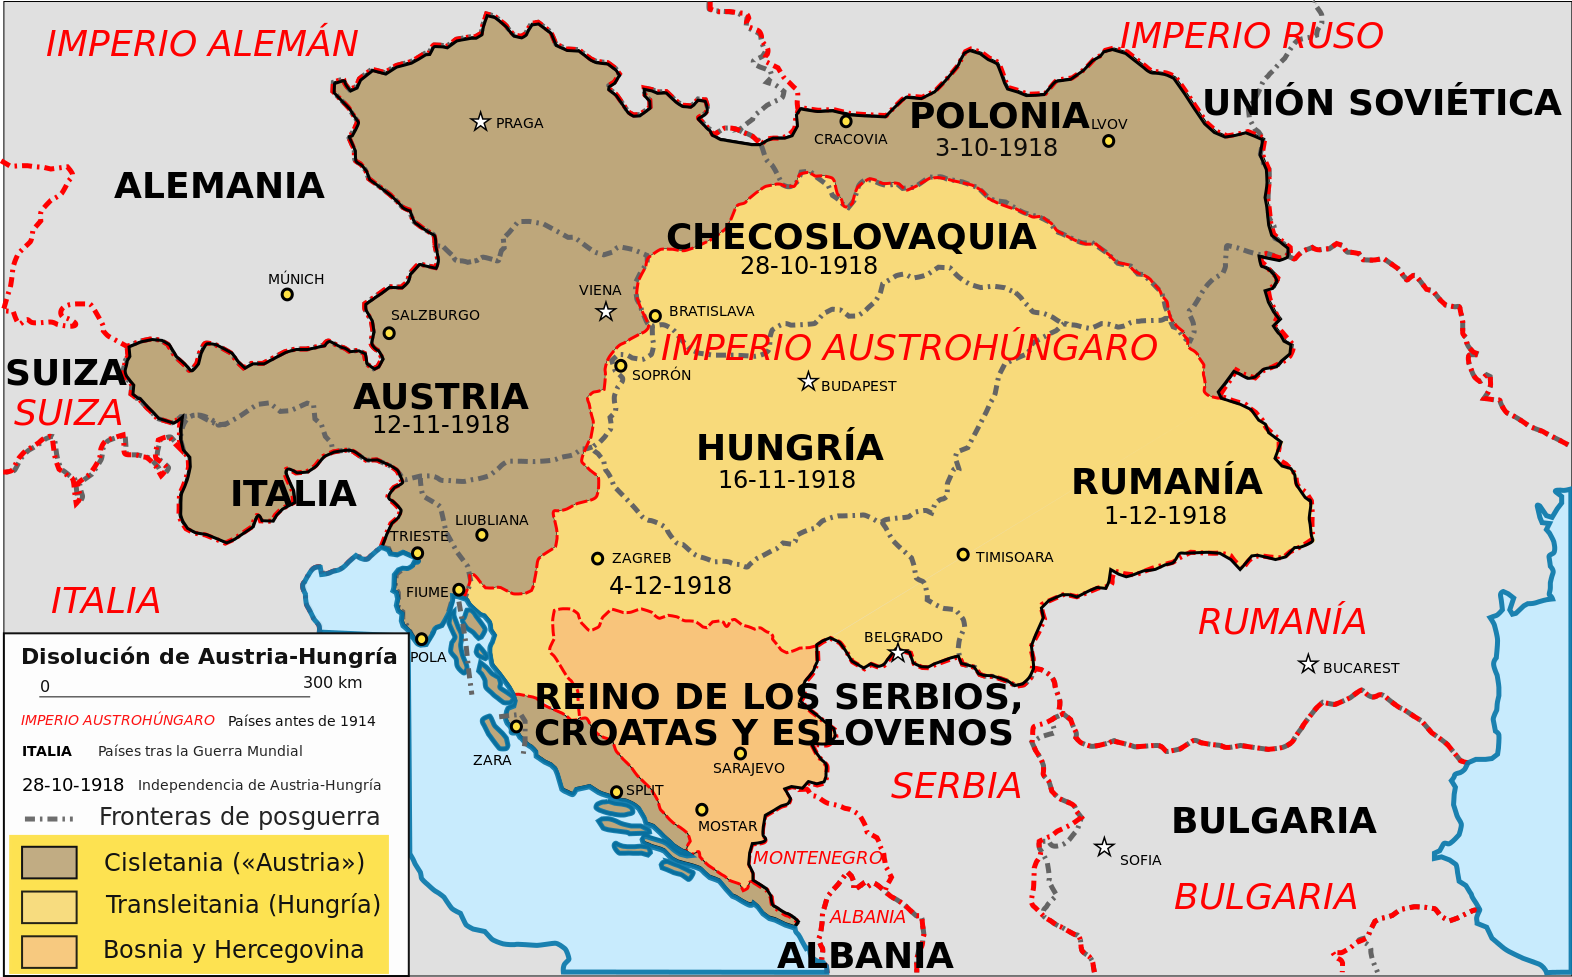 IMPERIO ALEMÁN
IMPERIO RUSO
UNIÓN SOVIÉTICA
POLONIA
3-10-1918
LVOV
CRACOVIA
PRAGA
ALEMANIA
CHECOSLOVAQUIA
28-10-1918
MÚNICH
VIENA
SALZBURGO
BRATISLAVA
IMPERIO AUSTROHÚNGARO
SUIZA
SUIZA
SOPRÓN
BUDAPEST
AUSTRIA
12-11-1918
HUNGRÍA
16-11-1918
RUMANÍA
1-12-1918
ITALIA
LIUBLIANA
TRIESTE
ZAGREB
4-12-1918
TIMISOARA
FIUME
ITALIA
RUMANÍA
BELGRADO
POLA
BUCAREST
REINO DE LOS SERBIOS,
CROATAS Y ESLOVENOS
ZARA
SARAJEVO
SERBIA
SPLIT
MOSTAR
BULGARIA
MONTENEGRO
SOFIA
BULGARIA
ALBANIA
ALBANIA
Disolución de Austria-Hungría
0 300 km
IMPERIO AUSTROHÚNGARO Países antes de 1914
ITALIA Países tras la Guerra Mundial
28-10-1918 Independencia de Austria-Hungría
Fronteras de posguerra
Cisletania («Austria»)
Transleitania (Hungría)
Bosnia y Hercegovina